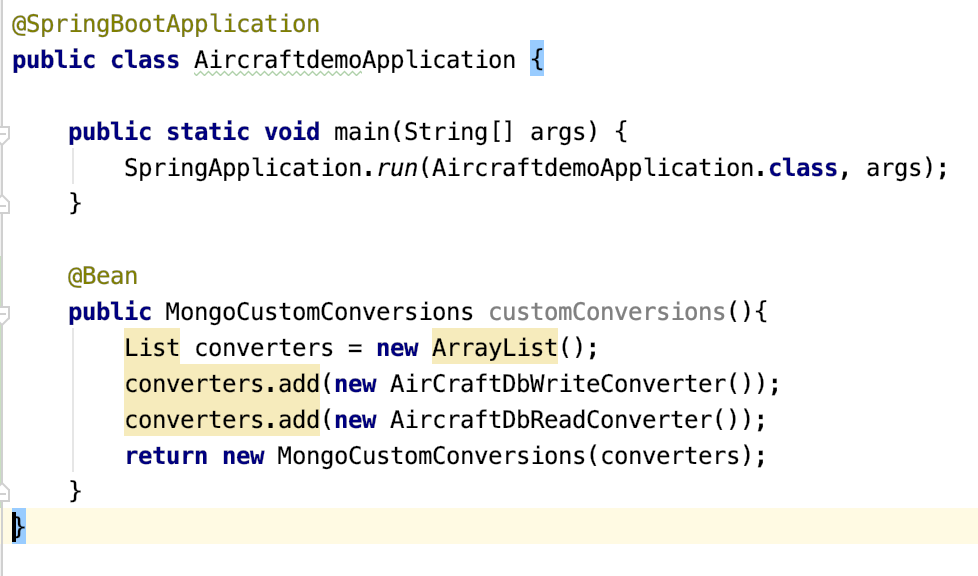 @SpringBootApplication
public class AircraftdemoApplication {
public static void main(String[] args) {
SpringApplication.run(AircraftdemoApplication.class, args);
}
@Bean
public MongoCustomConversions customConversions(){
List converters = new ArrayList();
converters.add(new AirCraftDbWriteConverter());
converters.add(new AircraftDbReadConverter());
return new MongoCustomConversions(converters);
}
}